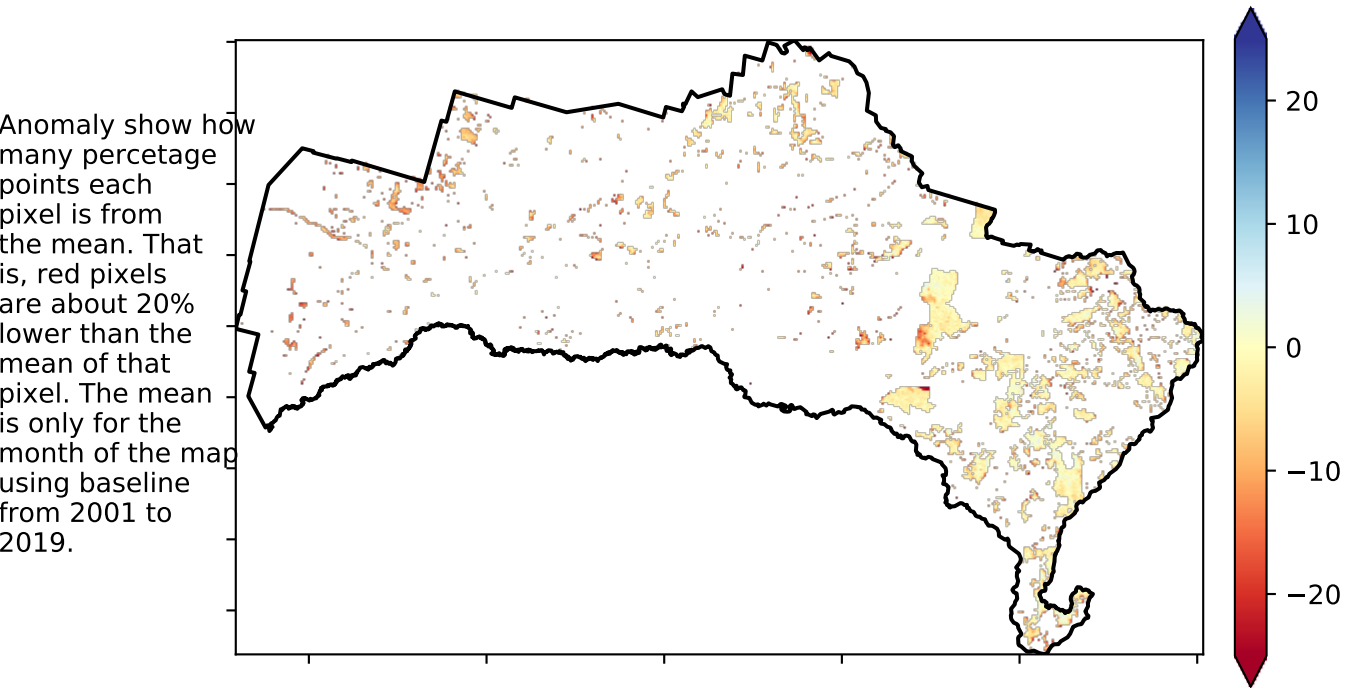 Anomaly show how
many percetage
points each
pixel is from
the mean. That
is, red pixels
are about 20%
lower than the
mean of that
pixel. The mean
is only for the
month of the map
using baseline
from 2001 to
2019.
20
10
0
−10
−20